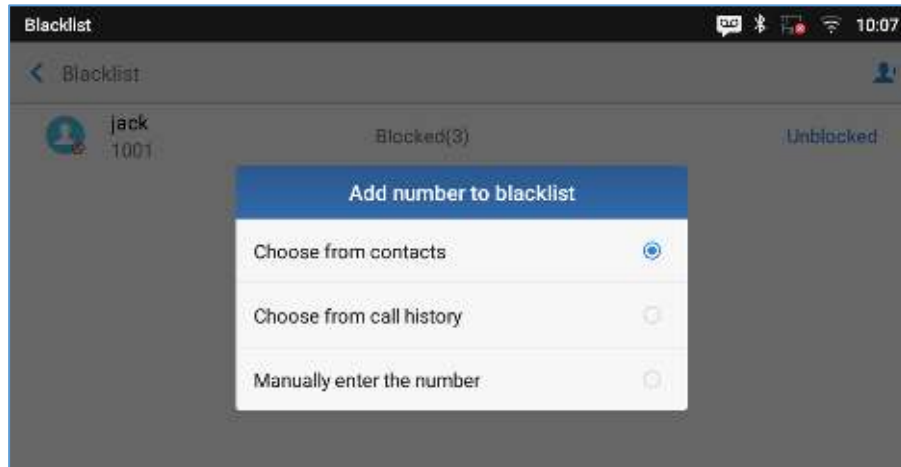 Blacklist
10:07
Blacklist
jack
1001
Blocked(3)
Unblocked
Add number to blacklist
Choose from contacts
Choose from call history
Manually enter the number